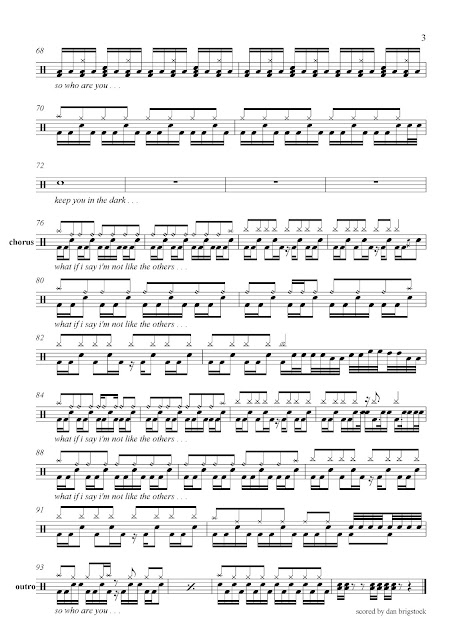 3
68
so who are you . . .
70
72
keep you in the dark . . .
76
chorus
what if i say i'm not like the others . . .
80
what if i say i'm not like the others . . .
82
84
what if i say i'm not like the others . . .
88
what if i say i'm not like the others . . .
91
93
outro
so who are you . . .
scored by dan brigstock